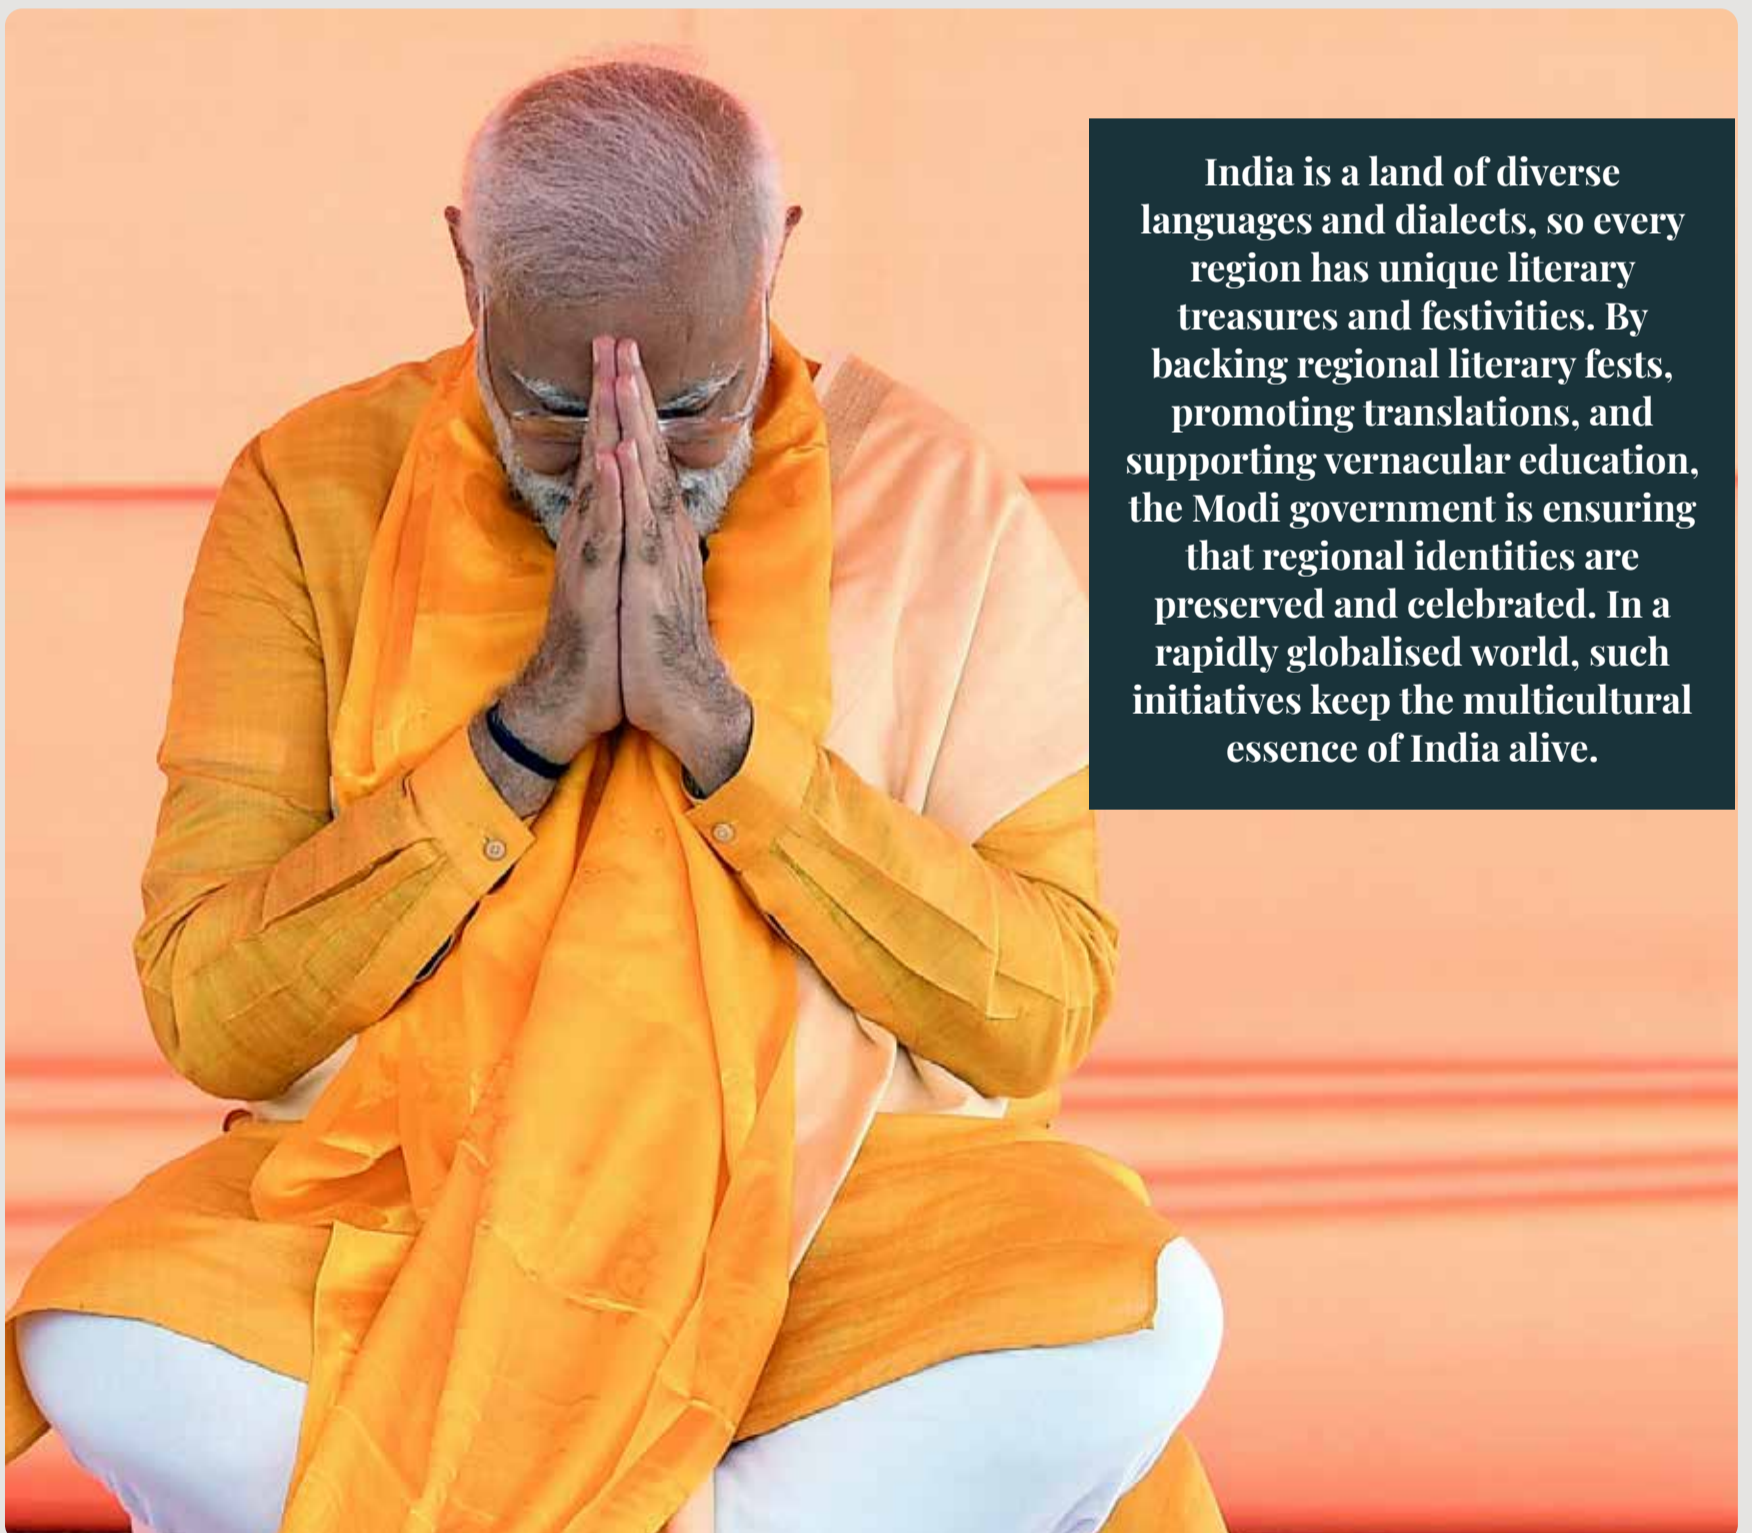 India is a land of diverse
languages and dialects, so every
region has unique literary
treasures and festivities. By
backing regional literary fests,
promoting translations, and
supporting vernacular education,
the Modi government is ensuring
that regional identities are
preserved and celebrated. In a
rapidly globalised world, such
initiatives keep the multicultural
essence of India alive.